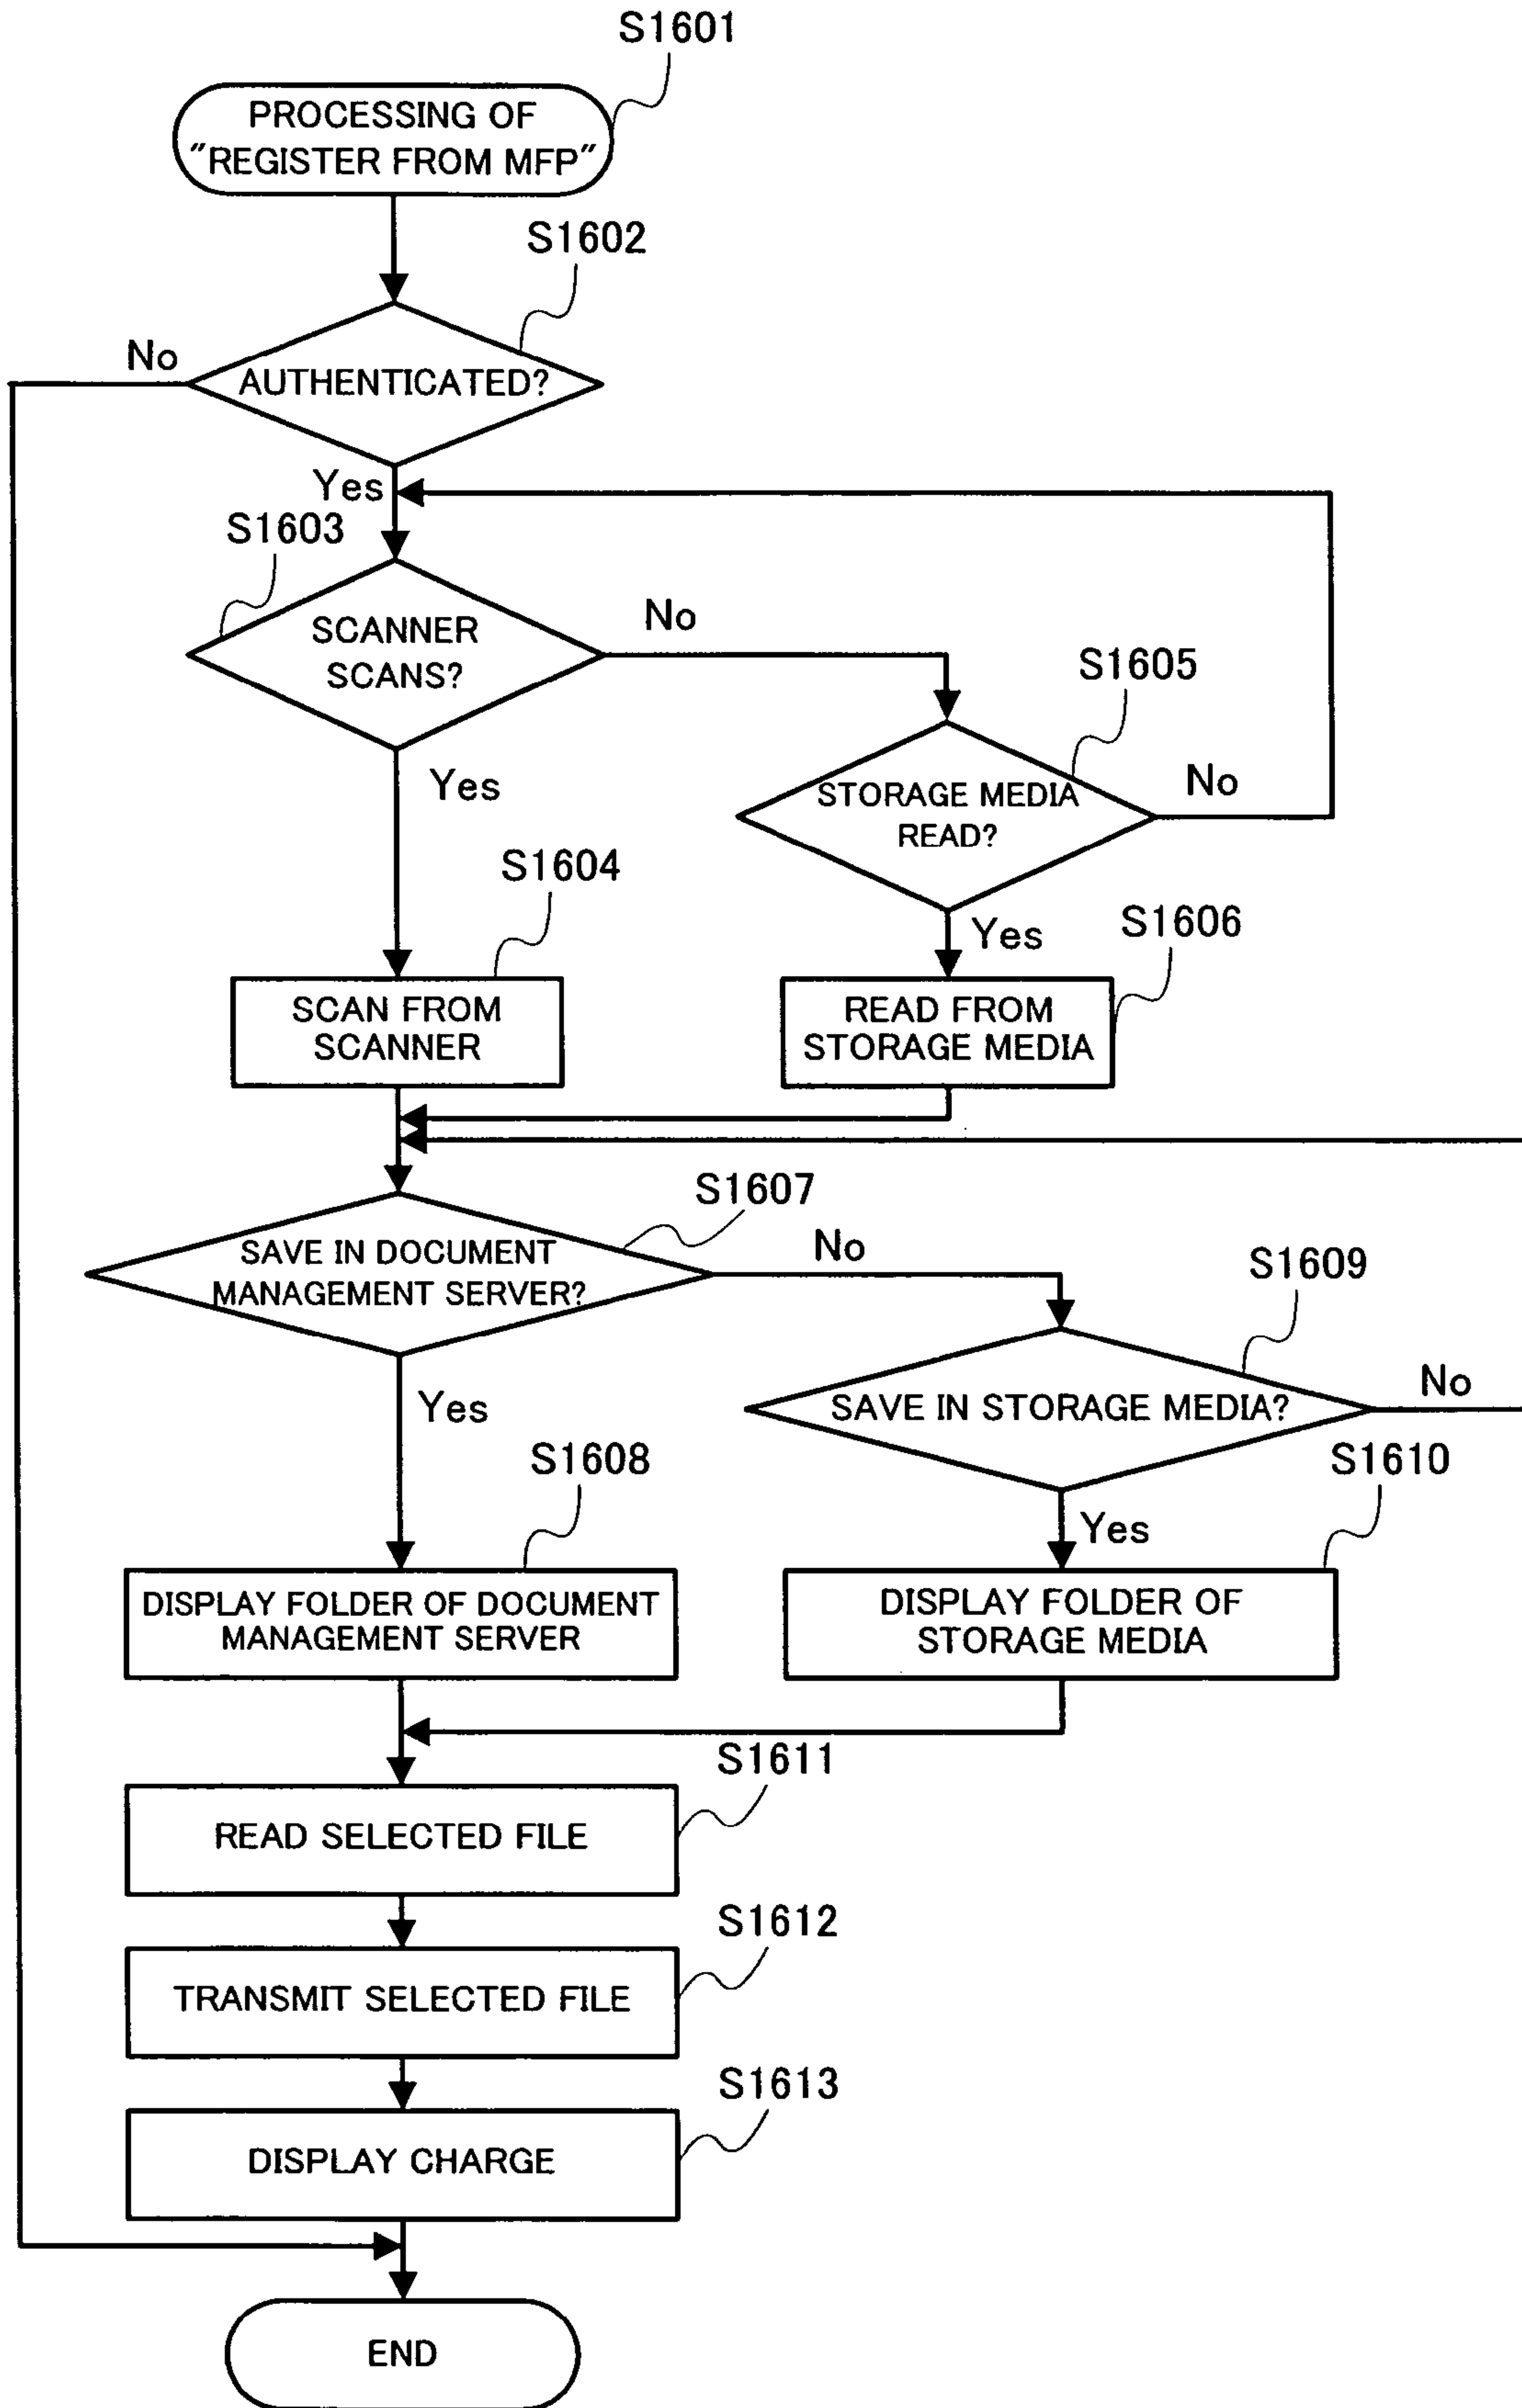 S1601
PROCESSING OF
"REGISTER FROM MFP"
S1602
No
AUTHENTICATED?
Yes
S1603
SCANNER
SCANS?
No
S1605
Yes
STORAGE MEDIA
READ?
No
S1604
Yes
S1606
SCAN FROM
SCANNER
READ FROM
STORAGE MEDIA
S1607
SAVE IN DOCUMENT
MANAGEMENT SERVER?
No
S1609
Yes
SAVE IN STORAGE MEDIA?
No
S1608
S1610
Yes
DISPLAY FOLDER OF DOCUMENT
MANAGEMENT SERVER
DISPLAY FOLDER OF
STORAGE MEDIA
S1611
READ SELECTED FILE
S1612
TRANSMIT SELECTED FILE
S1613
DISPLAY CHARGE
END